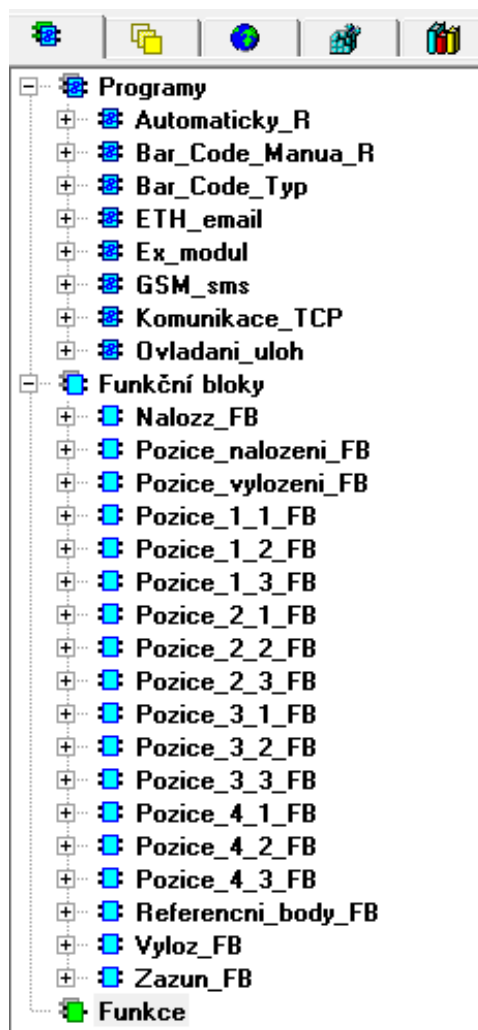 Programy
Automaticky_R
Bar_Code_Manua_R
Bar_Code_Typ
ETH_email
Ex_modul
GSM_sms
Komunikace_TCP
Ovladani_uloh
Funkční bloky
Nalozz_FB
Pozice_nalozeni_FB
Pozice_vylozeni_FB
Pozice_1_1_FB
Pozice_1_2_FB
Pozice_1_3_FB
Pozice_2_1_FB
Pozice_2_2_FB
Pozice_2_3_FB
Pozice_3_1_FB
Pozice_3_2_FB
Pozice_3_3_FB
Pozice_4_1_FB
Pozice_4_2_FB
Pozice_4_3_FB
Referencni_body_FB
Vyloz_FB
Zazun_FB
Funkce